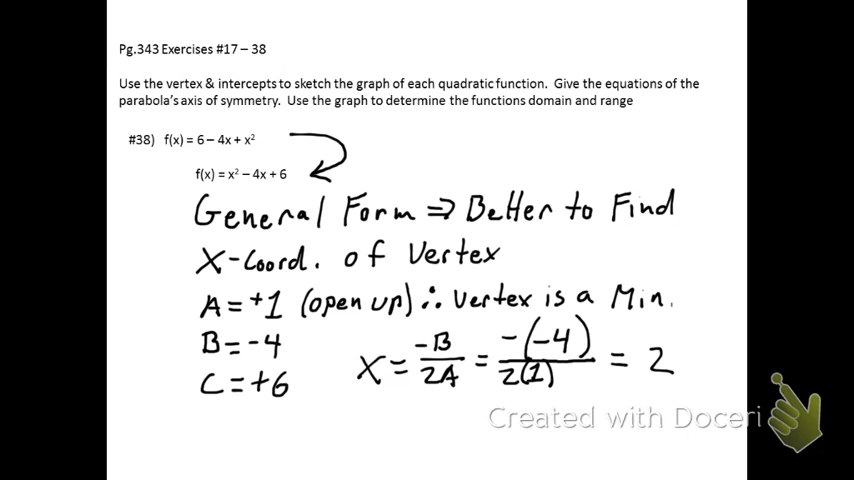 Pg.343 Exercises #17 – 38
Use the vertex & intercepts to sketch the graph of each quadratic function. Give the equations of the
parabola's axis of symmetry. Use the graph to determine the functions domain and range
#38) f(x) = 6 – 4x + x²
f(x) = x² – 4x + 6
General Form ⇒ Better to Find
X-Coord. of Vertex
A = +1 (open up) ∴ Vertex is a Min.
B = -4
C = +6
X = -B/2A = -(-4)/2(1) = 2
Created with Doceri